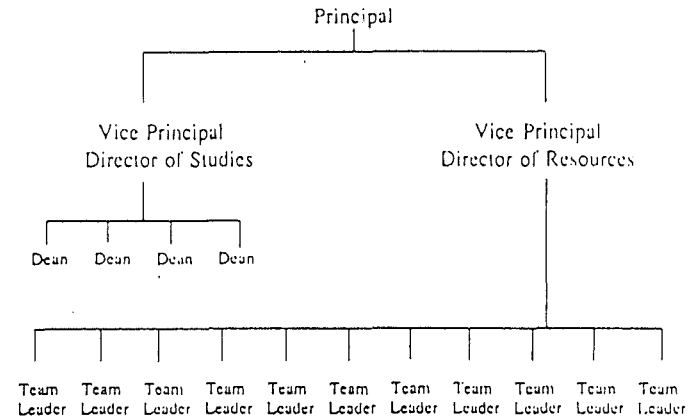 Principal
Vice Principal
Director of Studies
Vice Principal
Director of Resources
Dean Dean Dean Dean
Team Team Team Team Team Team Team Team Team Team Team
Leader Leader Leader Leader Leader Leader Leader Leader Leader Leader Leader